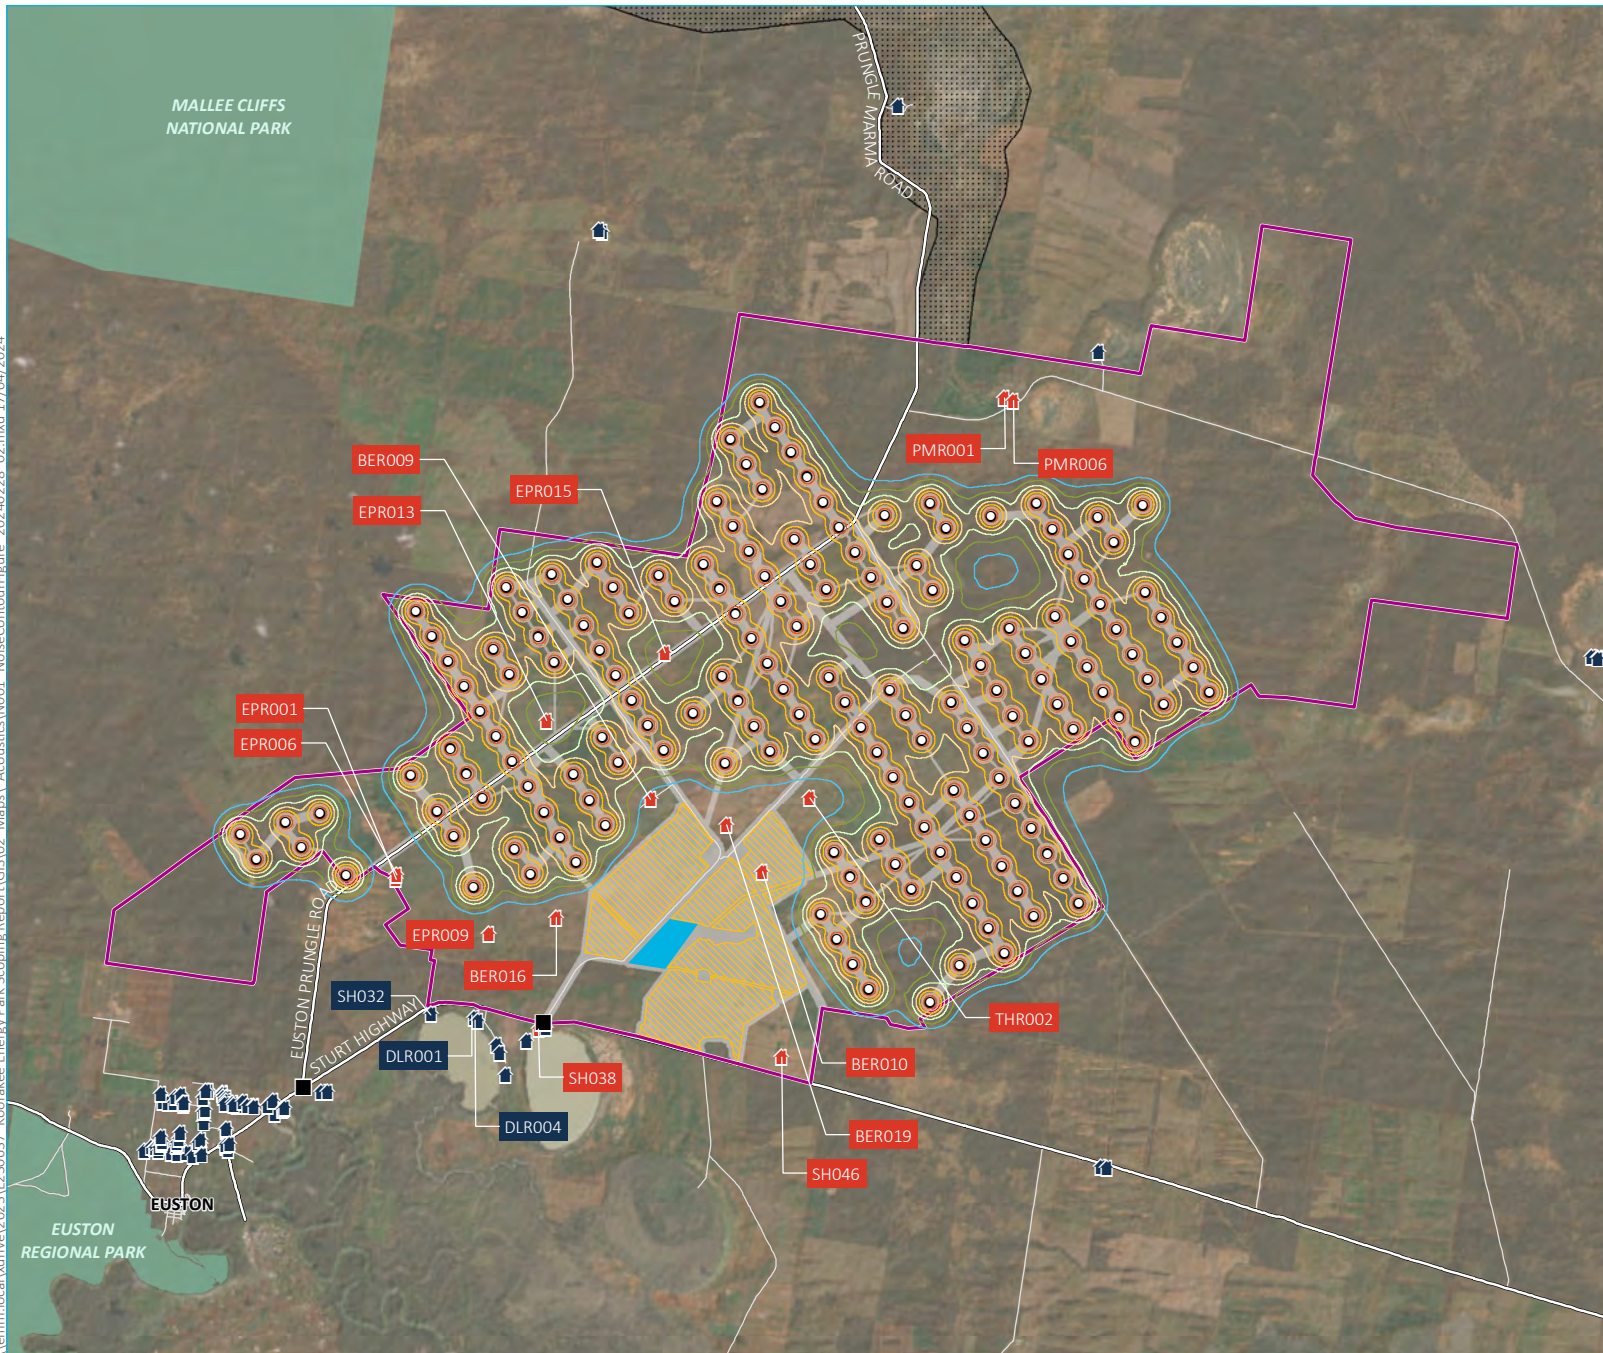 MALLEE CLIFFS
NATIONAL PARK
PRUNGLE MARMA ROAD
BER009
EPR015
EPR013
PMR001
PMR006
EPR001
EPR006
EPR009
BER016
SH032
EUSTON PRUNGLE ROAD
STURT HIGHWAY
DLR001
SH038
DLR004
THR002
BER010
BER019
SH046
EUSTON
EUSTON
REGIONAL PARK